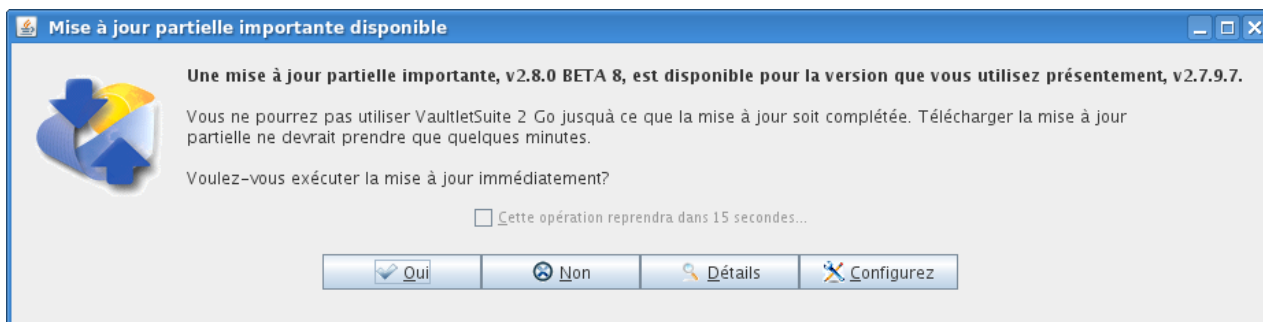 Mise à jour partielle importante disponible
Une mise à jour partielle importante, v2.8.0 BETA 8, est disponible pour la version que vous utilisez présentement, v2.7.9.7.
Vous ne pourrez pas utiliser VaultletSuite 2 Go jusquà ce que la mise à jour soit complétée. Télécharger la mise à jour
partielle ne devrait prendre que quelques minutes.
Voulez-vous exécuter la mise à jour immédiatement?
Cette opération reprendra dans 15 secondes...
Oui Non Détails Configurez